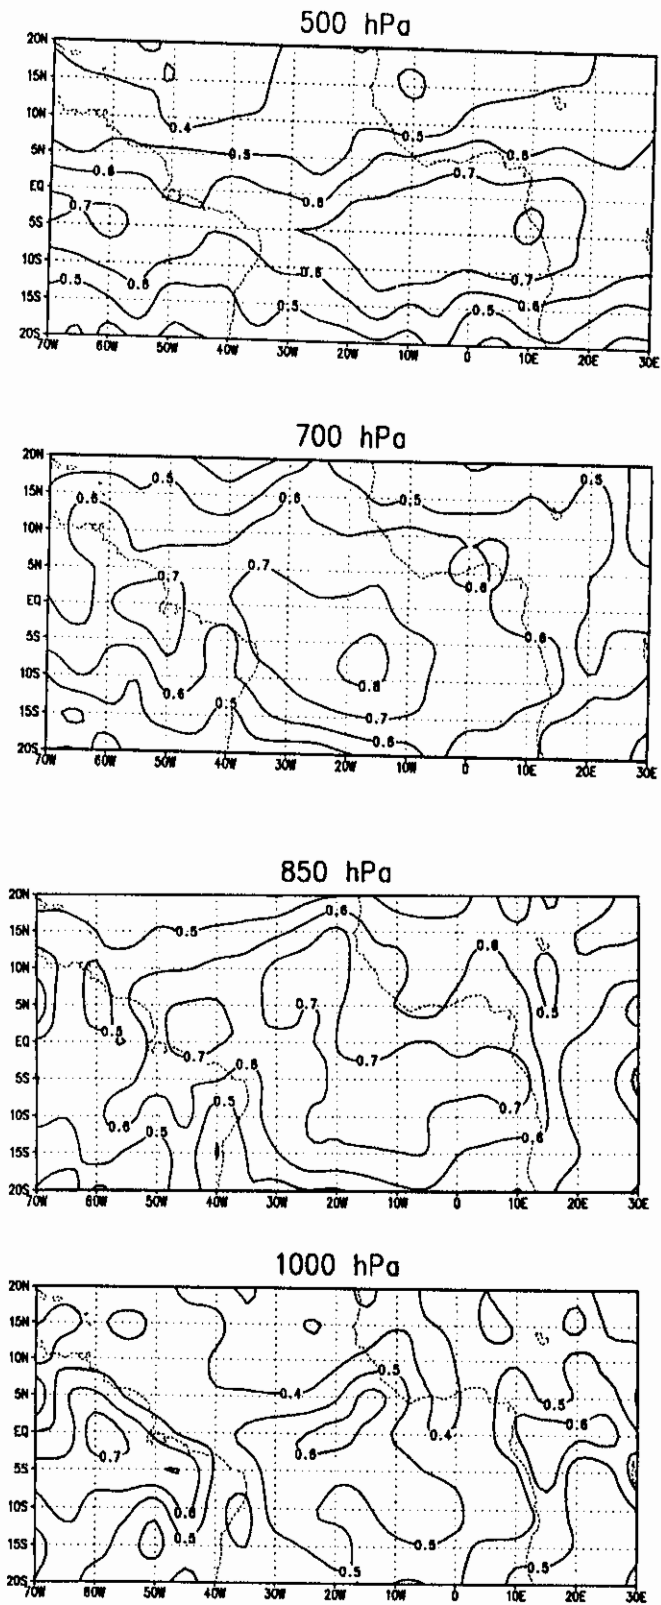 500 hPa
20N
15N
10N 0.4 0.5
5N 0.5 0.6
EQ 0.6 0.7
0.7 0.6
5S
10S 0.6 0.6 0.7
15S 0.5 0.5 0.5 0.6
20S
70W 60W 50W 40W 30W 20W 10W 0 10E 20E 30E
700 hPa
20N
15N 0.6 0.5 0.6 0.5 0.5
10N
5N 0.7 0.7
EQ 0.6
5S 0.6
10S 0.6 0.8
15S 0.5 0.7
20S 0.6
70W 60W 50W 40W 30W 20W 10W 0 10E 20E 30E
850 hPa
20N
15N 0.5 0.6
10N 0.6
5N 0.5 0.7 0.5
EQ 0.7 0.7
5S 0.6
10S 0.6 0.5 0.5 0.7
15S 0.6
20S
70W 60W 50W 40W 30W 20W 10W 0 10E 20E 30E
1000 hPa
20N
15N
10N 0.5
5N 0.4 0.5
EQ 0.7 0.6 0.4 0.6
5S
10S 0.6
15S 0.5 0.5
20S 0.5 0.5
70W 60W 50W 40W 30W 20W 10W 0 10E 20E 30E